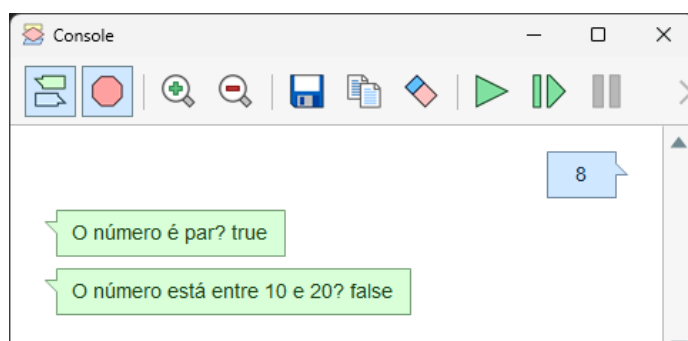 Console
8
O número é par? true
O número está entre 10 e 20? false